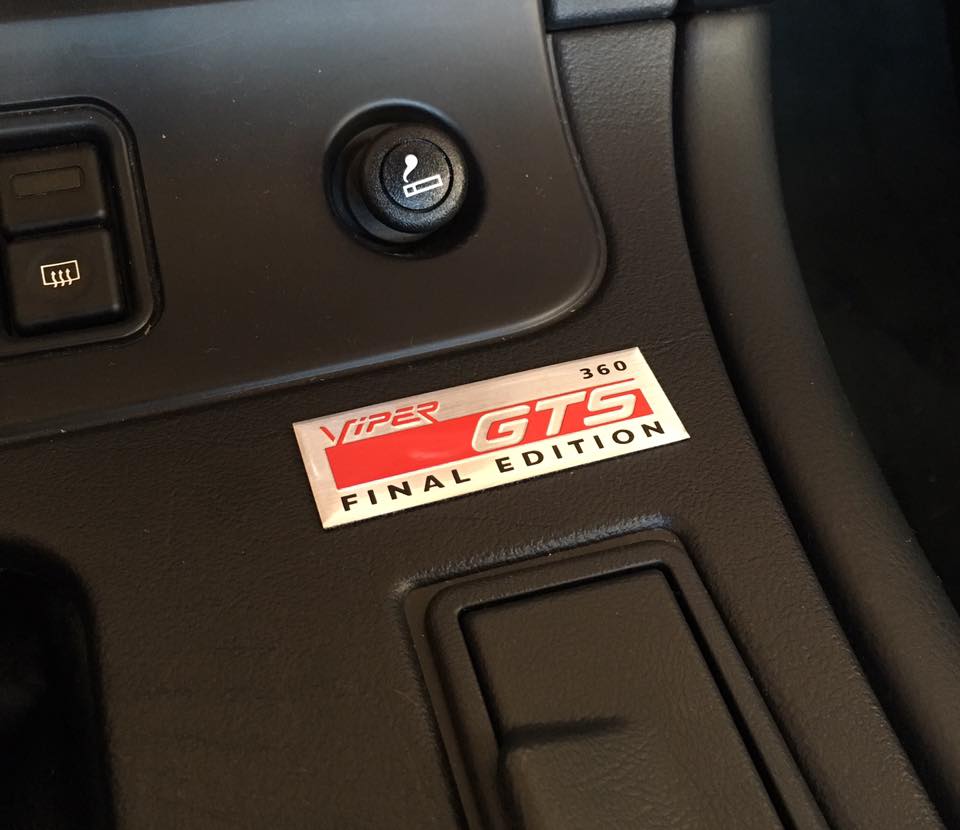 360
VIPER
GTS
FINAL EDITION